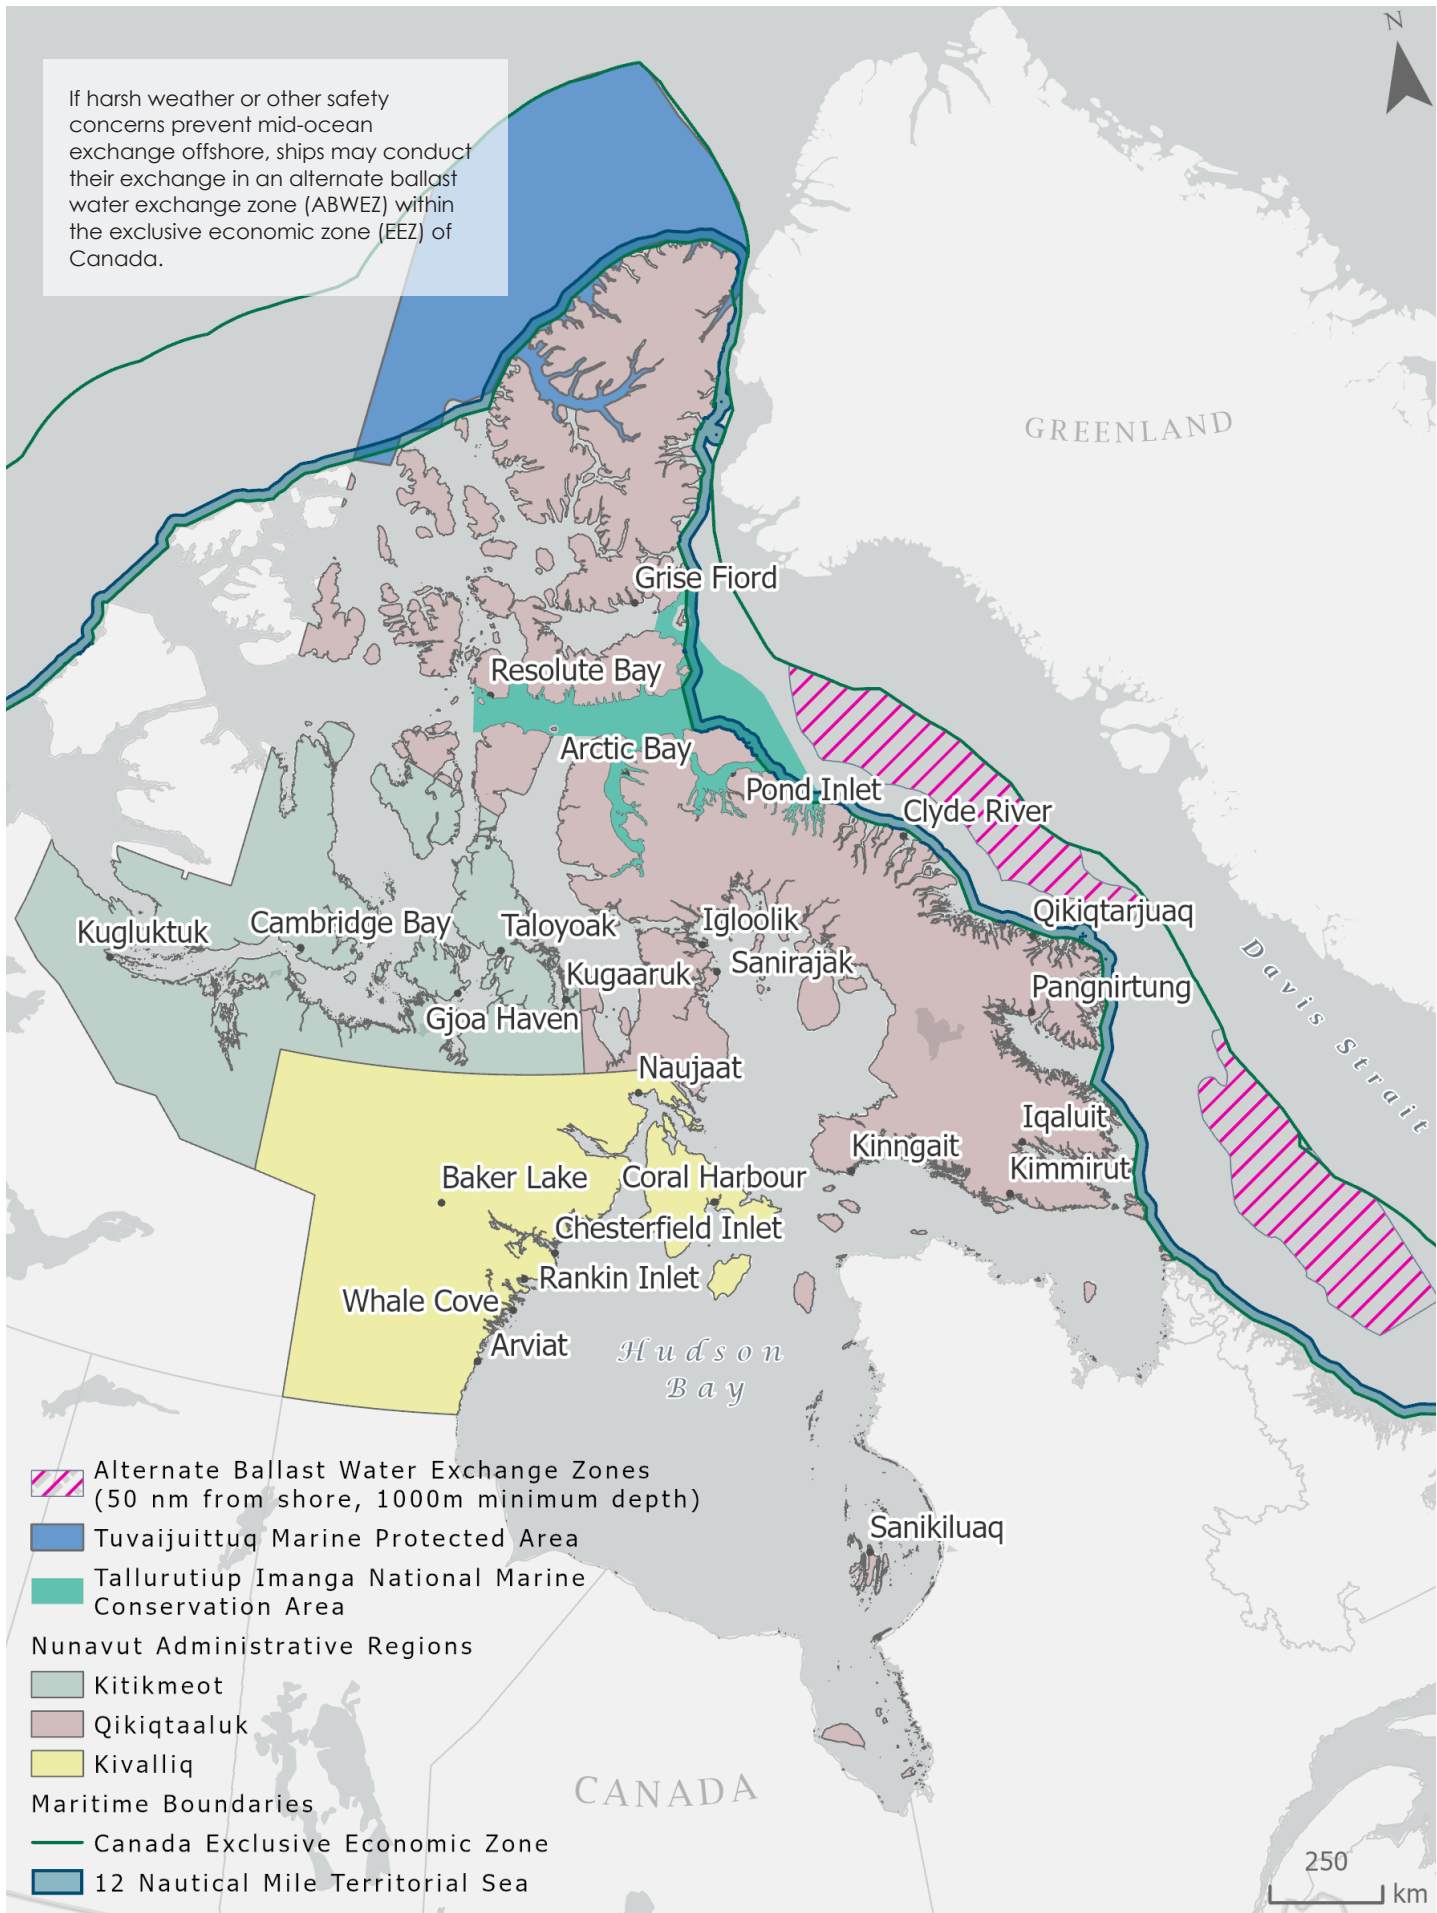 N
If harsh weather or other safety
concerns prevent mid-ocean
exchange offshore, ships may conduct
their exchange in an alternate ballast
water exchange zone (ABWEZ) within
the exclusive economic zone (EEZ) of
Canada.
GREENLAND
Grise Fiord
Resolute Bay
Arctic Bay
Pond Inlet
Clyde River
Qikiqtarjuaq
Kugluktuk
Cambridge Bay
Taloyoak
Igloolik
Sanirajak
Kugaaruk
Pangnirtung
Gjoa Haven
Davis Strait
Naujaat
Iqaluit
Kinngait
Kimmirut
Baker Lake
Coral Harbour
Chesterfield Inlet
Rankin Inlet
Whale Cove
Arviat
Hudson
Bay
Sanikiluaq
CANADA
Alternate Ballast Water Exchange Zones
(50 nm from shore, 1000m minimum depth)
Tuvaijuittuq Marine Protected Area
Tallurutiup Imanga National Marine
Conservation Area
Nunavut Administrative Regions
Kitikmeot
Qikiqtaaluk
Kivalliq
Maritime Boundaries
Canada Exclusive Economic Zone
12 Nautical Mile Territorial Sea
250
km